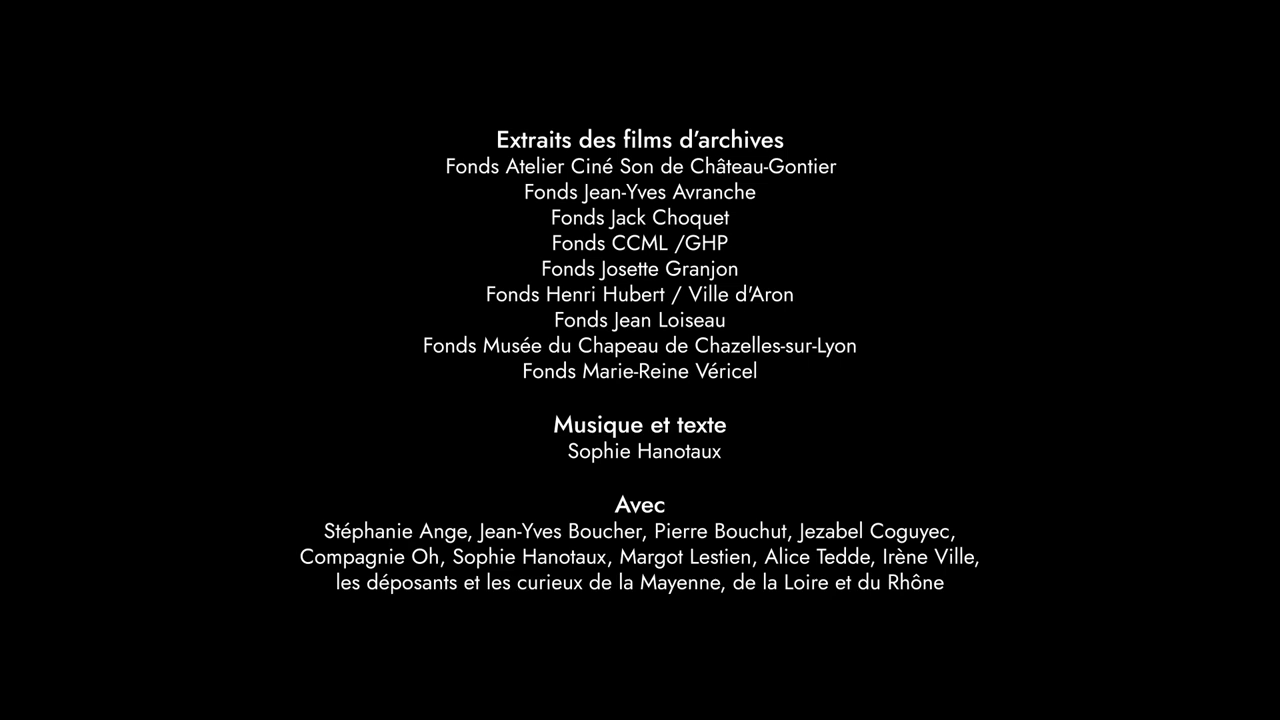 Extraits des films d’archives
Fonds Atelier Ciné Son de Château-Gontier
Fonds Jean-Yves Avranche
Fonds Jack Choquet
Fonds CCML /GHP
Fonds Josette Granjon
Fonds Henri Hubert / Ville d'Aron
Fonds Jean Loiseau
Fonds Musée du Chapeau de Chazelles-sur-Lyon
Fonds Marie-Reine Véricel
Musique et texte
Sophie Hanotaux
Avec
Stéphanie Ange, Jean-Yves Boucher, Pierre Bouchut, Jezabel Coguyec,
Compagnie Oh, Sophie Hanotaux, Margot Lestien, Alice Tedde, Irène Ville,
les déposants et les curieux de la Mayenne, de la Loire et du Rhône